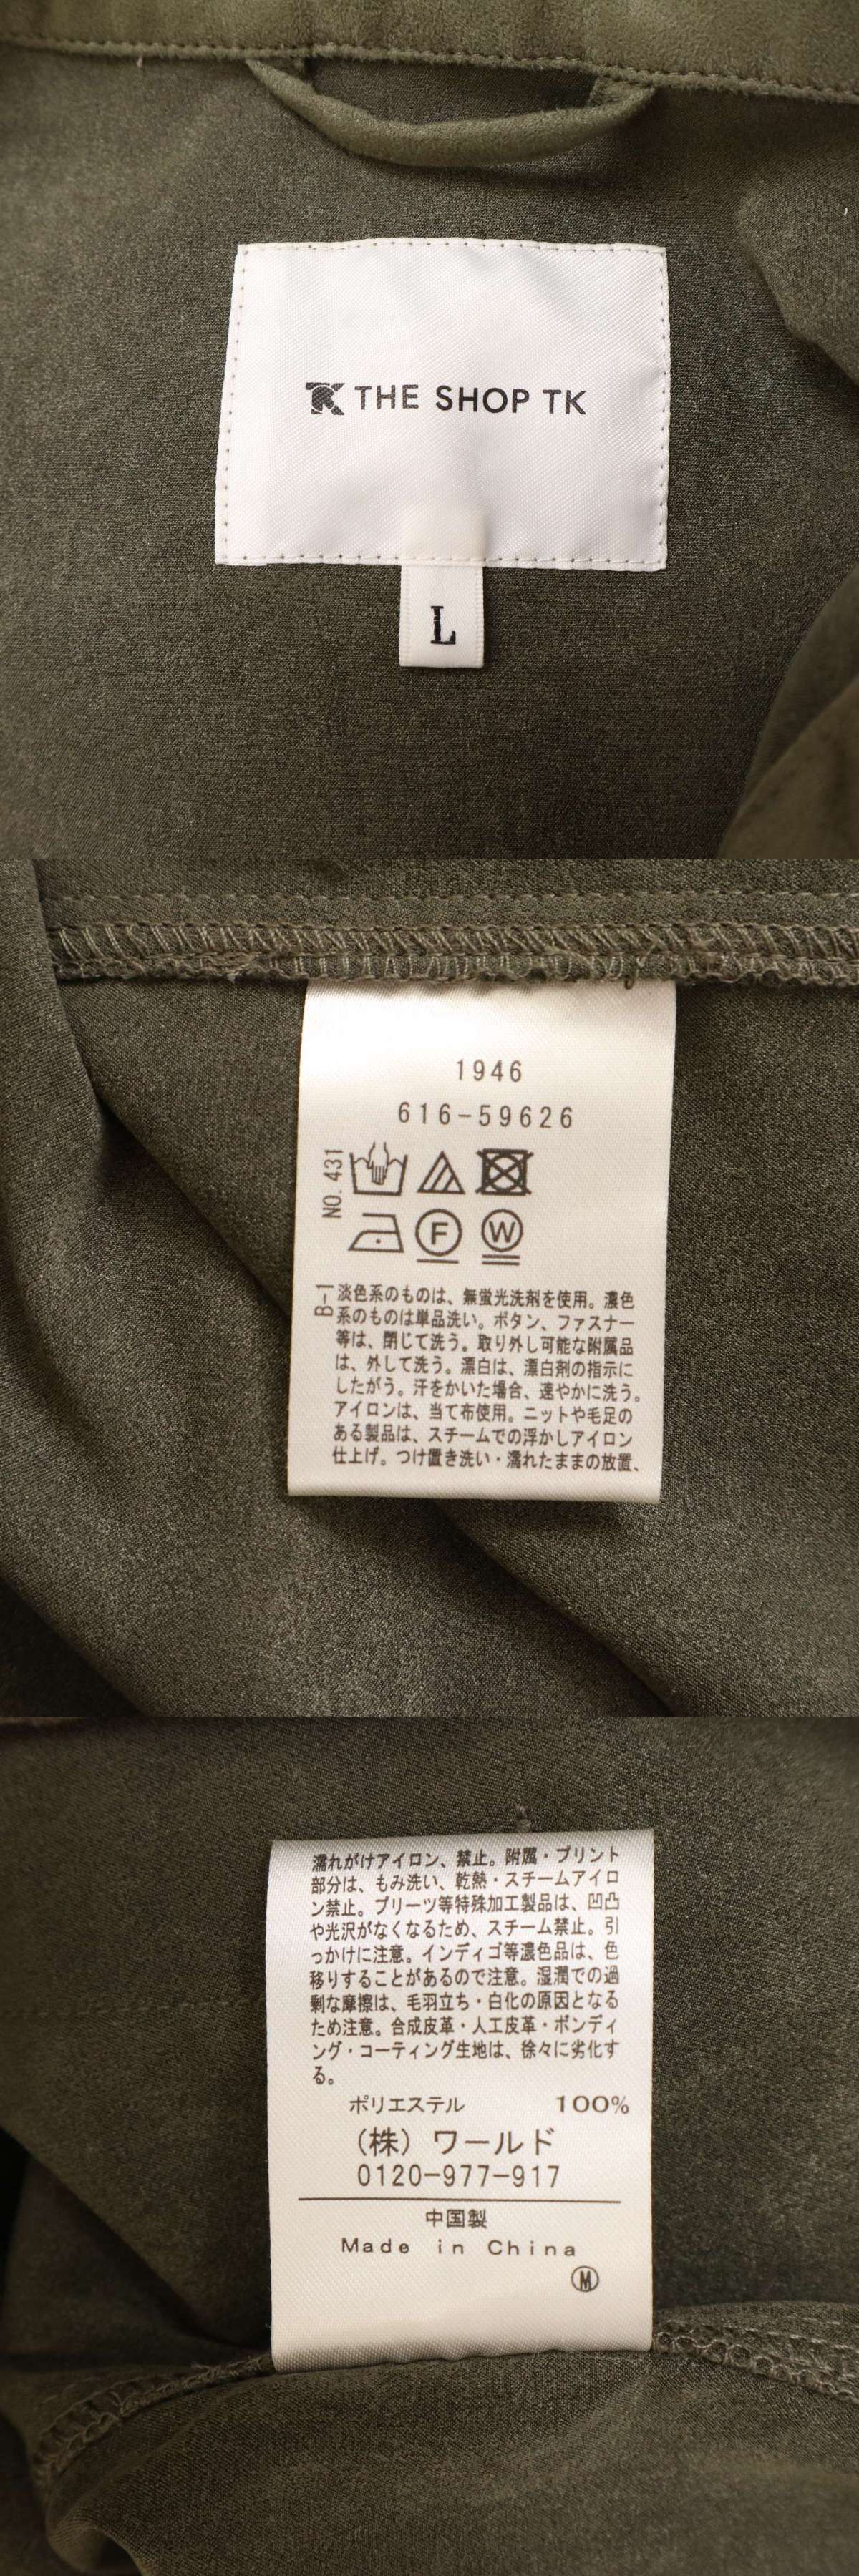 TK THE SHOP TK
L
1946
616-59626
NO. 431
F
W
B-1
淡色系のものは、無蛍光洗剤を使用。濃色
系のものは単品洗い。ボタン、ファスナー
等は、閉じて洗う。取り外し可能な附属品
は、外して洗う。漂白は、漂白剤の指示に
したがう。汗をかいた場合、速やかに洗う。
アイロンは、当て布使用。ニットや毛足の
ある製品は、スチームでの浮かしアイロン
仕上げ。つけ置き洗い・濡れたままの放置、
濡れがけアイロン、禁止。附属・プリント
部分は、もみ洗い、乾熱・スチームアイロ
ン禁止。プリーツ等特殊加工製品は、凹凸
や光沢がなくなるため、スチーム禁止。引
っかけに注意。インディゴ等濃色品は、色
移りすることがあるので注意。湿潤での過
剰な摩擦は、毛羽立ち・白化の原因となる
ため注意。合成皮革・人工皮革・ボンディ
ング・コーティング生地は、徐々に劣化す
る。
ポリエステル 100%
(株) ワールド
0120-977-917
中国製
Made in China
Ⓜ